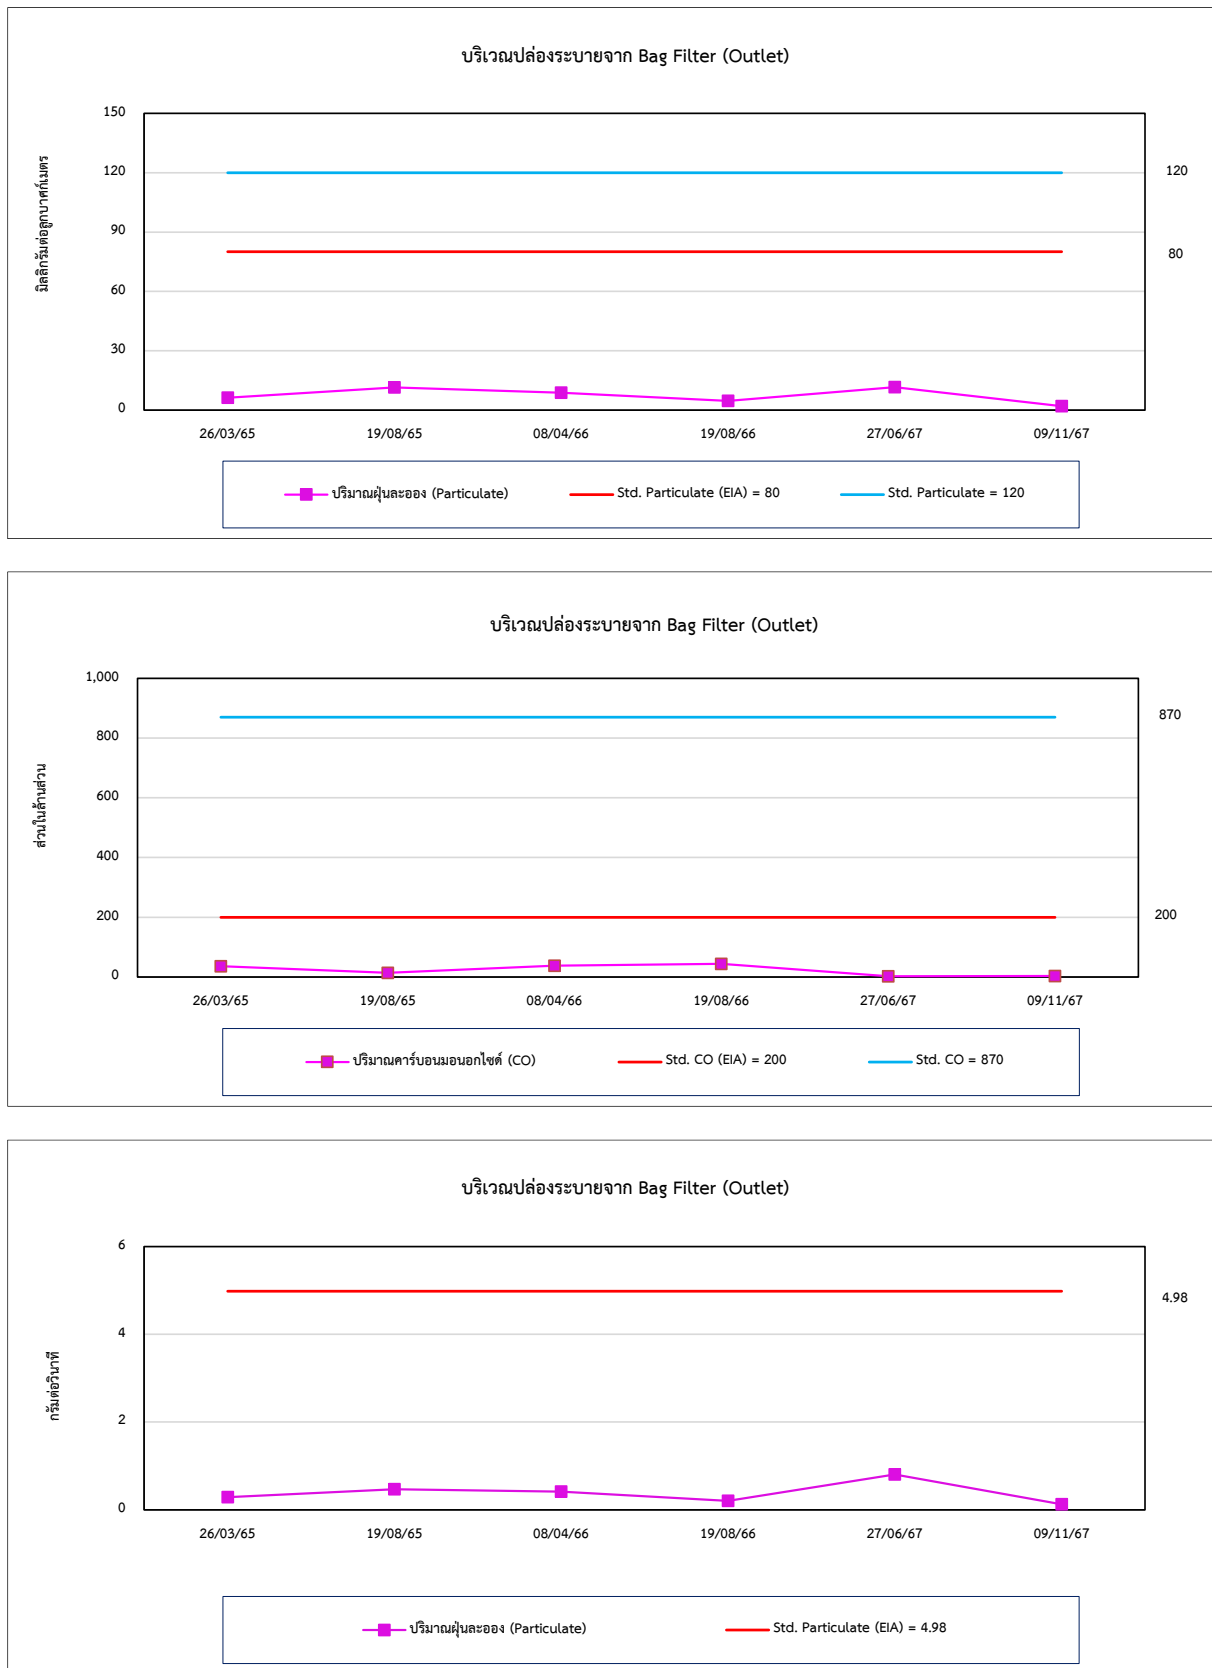 บริเวณปล่องระบายจาก Bag Filter (Outlet)
มิลลิกรัมต่อลูกบาศก์เมตร
150
120
90
60
30
0
120
80
26/03/65 19/08/65 08/04/66 19/08/66 27/06/67 09/11/67
ปริมาณฝุ่นละออง (Particulate) Std. Particulate (EIA) = 80 Std. Particulate = 120
บริเวณปล่องระบายจาก Bag Filter (Outlet)
ส่วนในล้านส่วน
1,000
800
600
400
200
0
870
200
26/03/65 19/08/65 08/04/66 19/08/66 27/06/67 09/11/67
ปริมาณคาร์บอนมอนอกไซด์ (CO) Std. CO (EIA) = 200 Std. CO = 870
บริเวณปล่องระบายจาก Bag Filter (Outlet)
กรัมต่อวินาที
6
4
2
0
4.98
26/03/65 19/08/65 08/04/66 19/08/66 27/06/67 09/11/67
ปริมาณฝุ่นละออง (Particulate) Std. Particulate (EIA) = 4.98